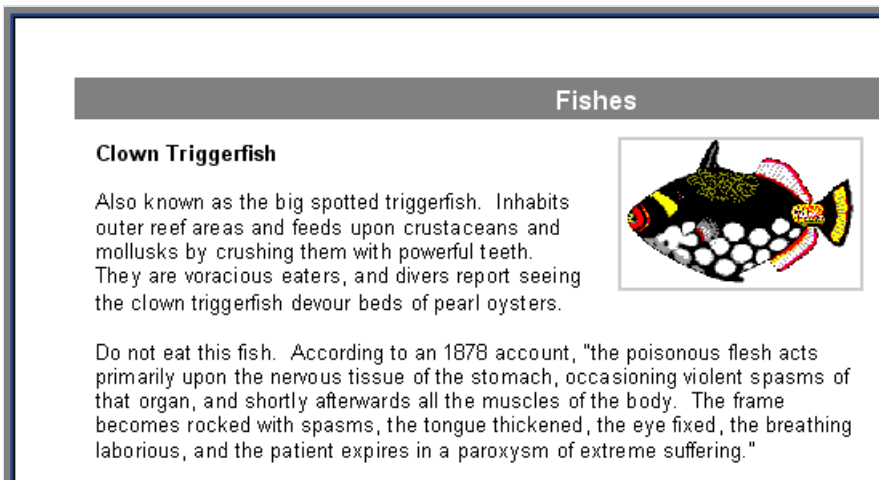 Fishes
Clown Triggerfish
Also known as the big spotted triggerfish.  Inhabits
outer reef areas and feeds upon crustaceans and
mollusks by crushing them with powerful teeth.
They are voracious eaters, and divers report seeing
the clown triggerfish devour beds of pearl oysters.
Do not eat this fish.  According to an 1878 account, "the poisonous flesh acts
primarily upon the nervous tissue of the stomach, occasioning violent spasms of
that organ, and shortly afterwards all the muscles of the body.  The frame
becomes rocked with spasms, the tongue thickened, the eye fixed, the breathing
laborious, and the patient expires in a paroxysm of extreme suffering."